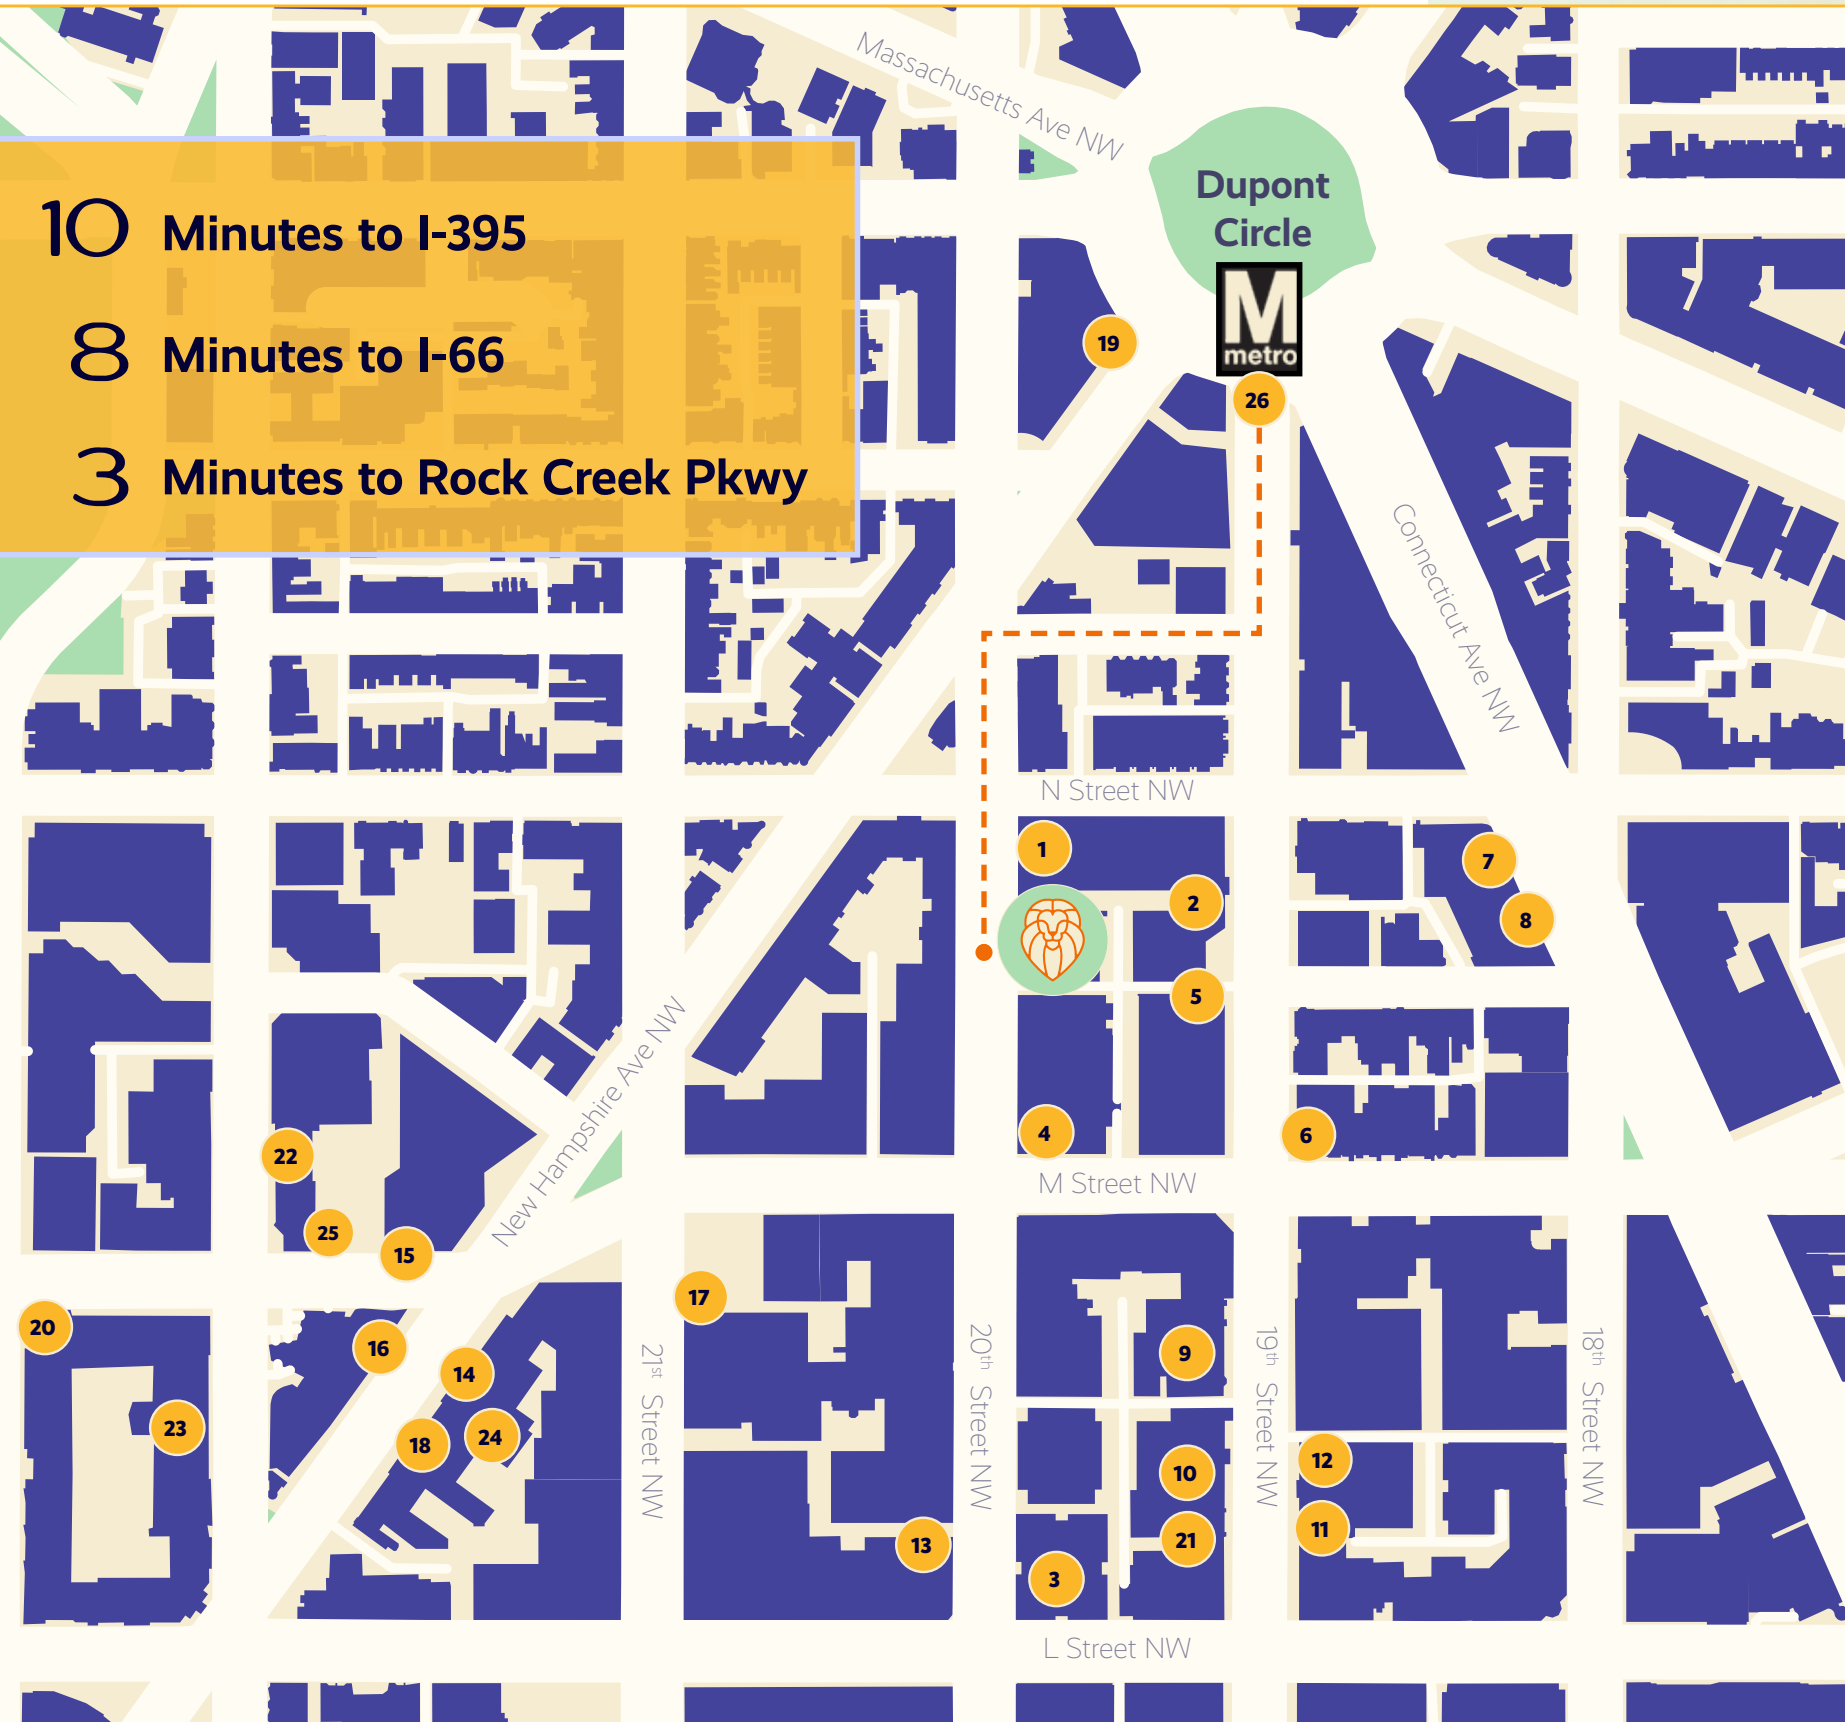 Massachusetts Ave NW
10 Minutes to I-395
8 Minutes to I-66
3 Minutes to Rock Creek Pkwy
Dupont
Circle
M
metro
19
26
Connecticut Ave NW
N Street NW
1
7
2
8
5
New Hampshire Ave NW
4
6
22
M Street NW
25
15
17
20
16
9
14
21st Street NW
20th Street NW
19th Street NW
18th Street NW
23
24
18
12
10
11
21
13
3
L Street NW